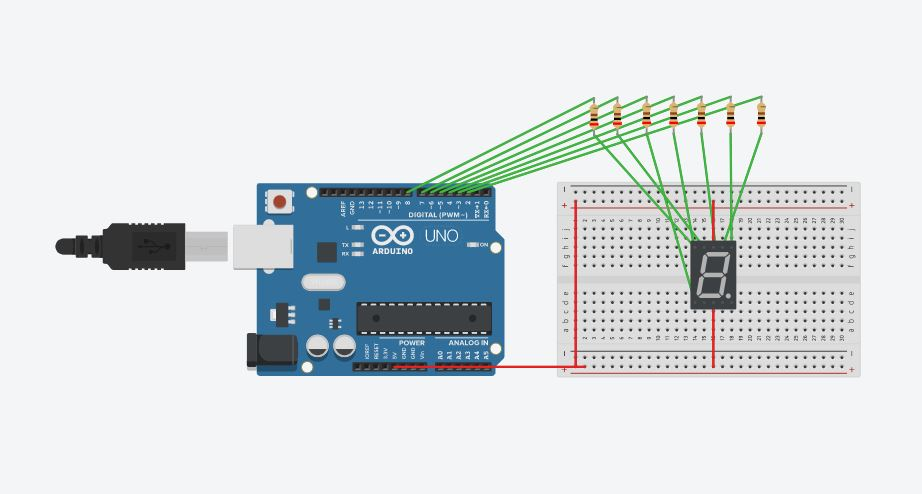 AREF
GND
13
12
~11
~10
~9
8
7
~6
~5
4
~3
2
TX→1
RX←0
DIGITAL (PWM~)
L
TX
RX
UNO
ARDUINO
ON
POWER
ANALOG IN
IOREF
RESET
3.3V
5V
GND
GND
Vin
A0
A1
A2
A3
A4
A5
a b c d e
f g h i j
a b c d e
f g h i j